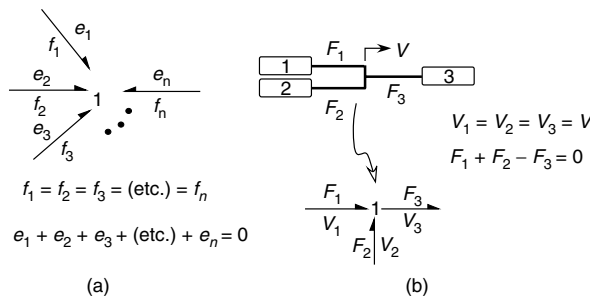 e₁
f₁
e₂
f₂
1
eₙ
fₙ
e₃
f₃
f₁ = f₂ = f₃ = (etc.) = fₙ
e₁ + e₂ + e₃ + (etc.) + eₙ = 0
(a)
F₁
V
1
2
3
F₂
F₃
V₁ = V₂ = V₃ = V
F₁ + F₂ – F₃ = 0
F₁
V₁
1
F₃
V₃
F₂
V₂
(b)